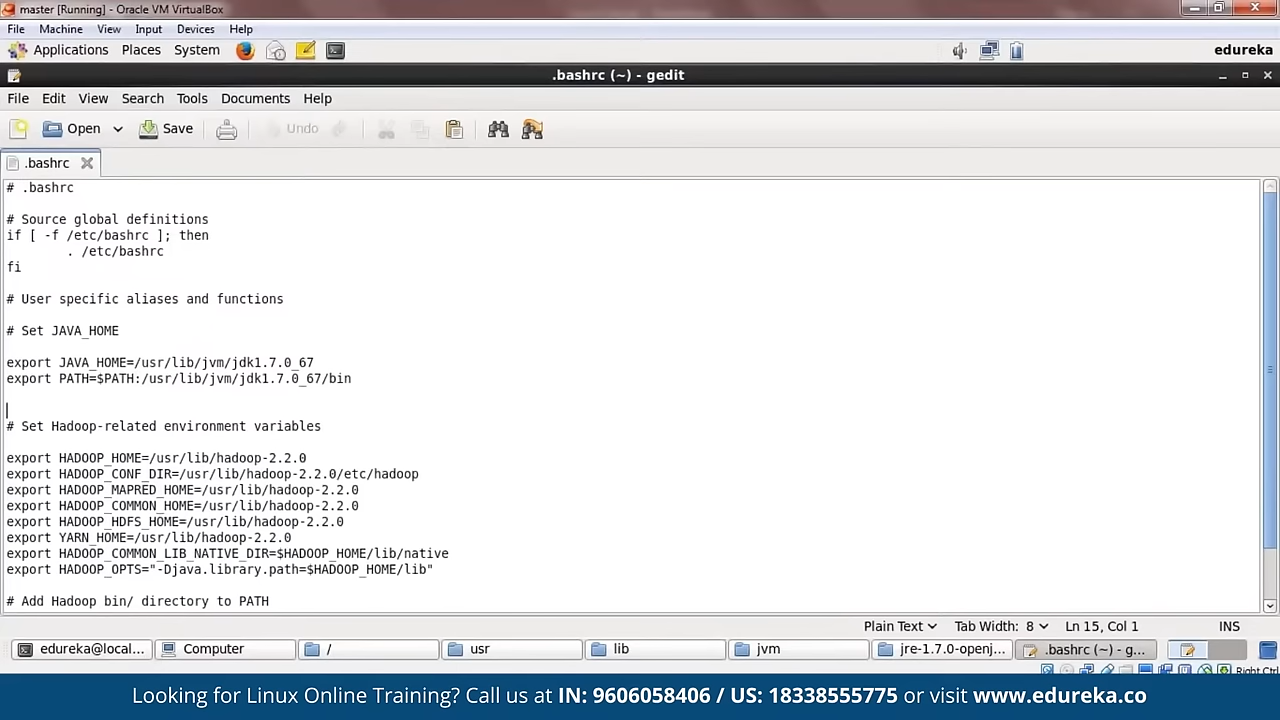 master [Running] - Oracle VM VirtualBox
File Machine View Input Devices Help
Applications Places System edureka
.bashrc (~) - gedit
File Edit View Search Tools Documents Help
Open Save Undo
.bashrc
# .bashrc
# Source global definitions
if [ -f /etc/bashrc ]; then
. /etc/bashrc
fi
# User specific aliases and functions
# Set JAVA_HOME
export JAVA_HOME=/usr/lib/jvm/jdk1.7.0_67
export PATH=$PATH:/usr/lib/jvm/jdk1.7.0_67/bin
# Set Hadoop-related environment variables
export HADOOP_HOME=/usr/lib/hadoop-2.2.0
export HADOOP_CONF_DIR=/usr/lib/hadoop-2.2.0/etc/hadoop
export HADOOP_MAPRED_HOME=/usr/lib/hadoop-2.2.0
export HADOOP_COMMON_HOME=/usr/lib/hadoop-2.2.0
export HADOOP_HDFS_HOME=/usr/lib/hadoop-2.2.0
export YARN_HOME=/usr/lib/hadoop-2.2.0
export HADOOP_COMMON_LIB_NATIVE_DIR=$HADOOP_HOME/lib/native
export HADOOP_OPTS="-Djava.library.path=$HADOOP_HOME/lib"
# Add Hadoop bin/ directory to PATH
Plain Text Tab Width: 8 Ln 15, Col 1 INS
edureka@local... Computer / usr lib jvm jre-1.7.0-openj... .bashrc (~) - g...
Right Ctrl
Looking for Linux Online Training? Call us at IN: 9606058406 / US: 18338555775 or visit www.edureka.co